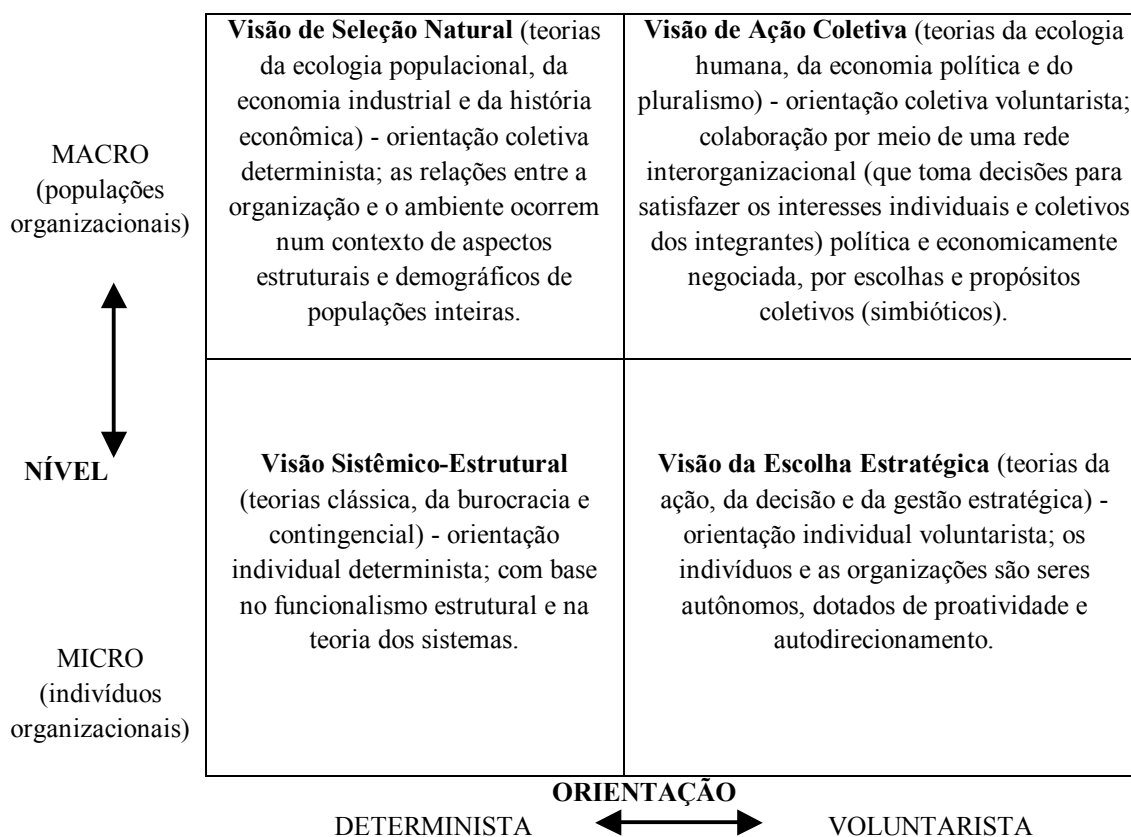 Visão de Seleção Natural (teorias
da ecologia populacional, da
economia industrial e da história
econômica) - orientação coletiva
determinista; as relações entre a
organização e o ambiente ocorrem
num contexto de aspectos
estruturais e demográficos de
populações inteiras.
Visão de Ação Coletiva (teorias da ecologia
humana, da economia política e do
pluralismo) - orientação coletiva voluntarista;
colaboração por meio de uma rede
interorganizacional (que toma decisões para
satisfazer os interesses individuais e coletivos
dos integrantes) política e economicamente
negociada, por escolhas e propósitos
coletivos (simbióticos).
MACRO
(populações
organizacionais)
NÍVEL
MICRO
(indivíduos
organizacionais)
Visão Sistêmico-Estrutural
(teorias clássica, da burocracia e
contingencial) - orientação
individual determinista; com base
no funcionalismo estrutural e na
teoria dos sistemas.
Visão da Escolha Estratégica (teorias da
ação, da decisão e da gestão estratégica) -
orientação individual voluntarista; os
indivíduos e as organizações são seres
autônomos, dotados de proatividade e
autodirecionamento.
ORIENTAÇÃO
DETERMINISTA
VOLUNTARISTA